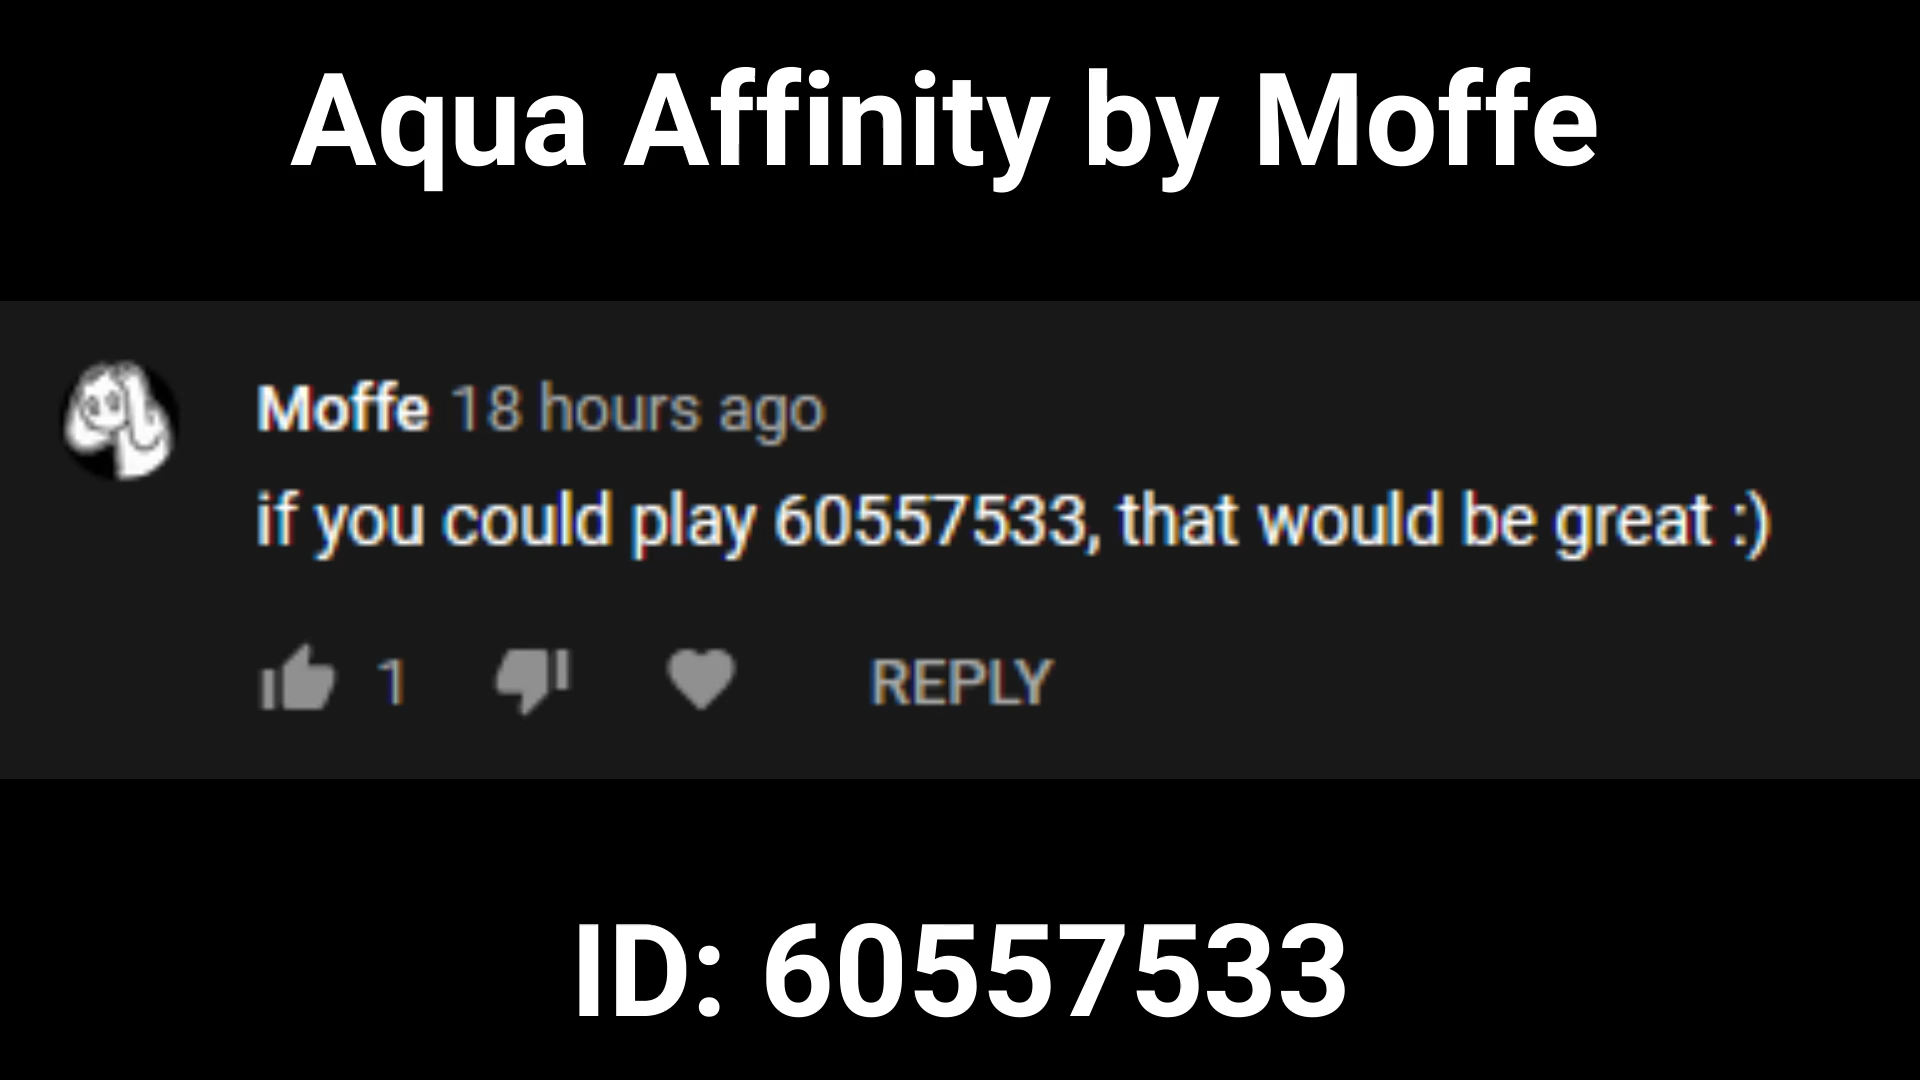 Aqua Affinity by Moffe
Moffe 18 hours ago
if you could play 60557533, that would be great :)
1 REPLY
ID: 60557533